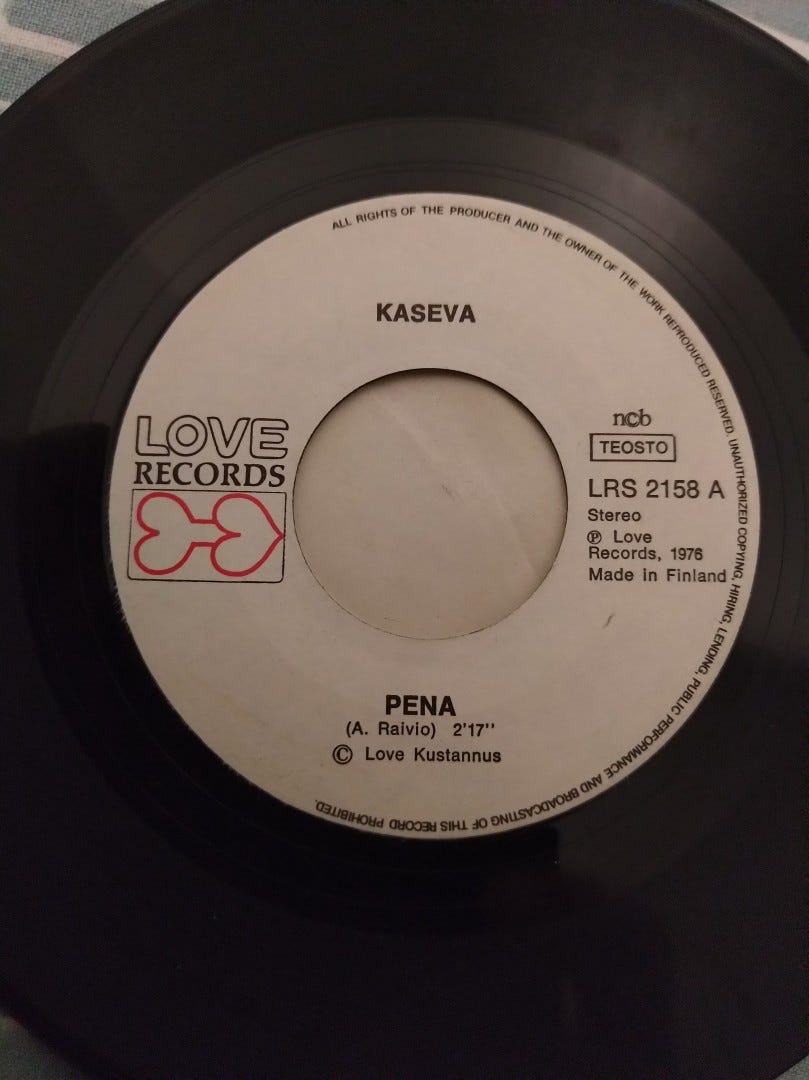 ALL RIGHTS OF THE PRODUCER AND THE OWNER OF THE WORK REPRODUCED RESERVED. UNAUTHORIZED COPYING, HIRING, LENDING, PUBLIC PERFORMANCE AND BROADCASTING OF THIS RECORD PROHIBITED.
KASEVA
LOVE
RECORDS
ncb
TEOSTO
LRS 2158 A
Stereo
℗ Love
Records, 1976
Made in Finland
PENA
(A. Raivio) 2'17''
© Love Kustannus